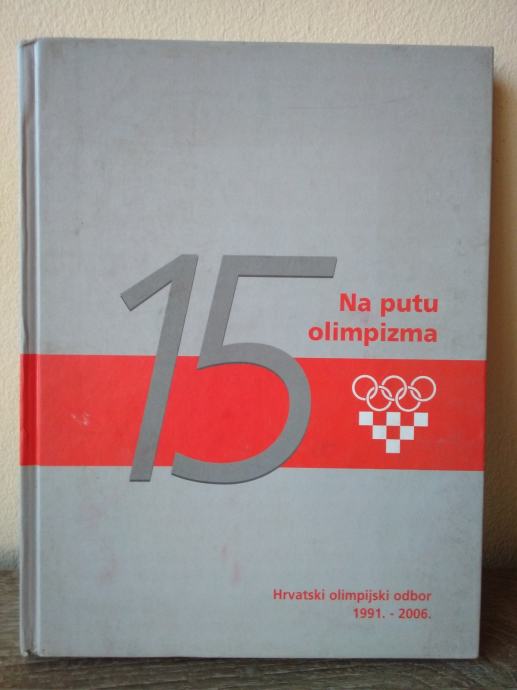 15
Na putu
olimpizma
Hrvatski olimpijski odbor
1991. - 2006.